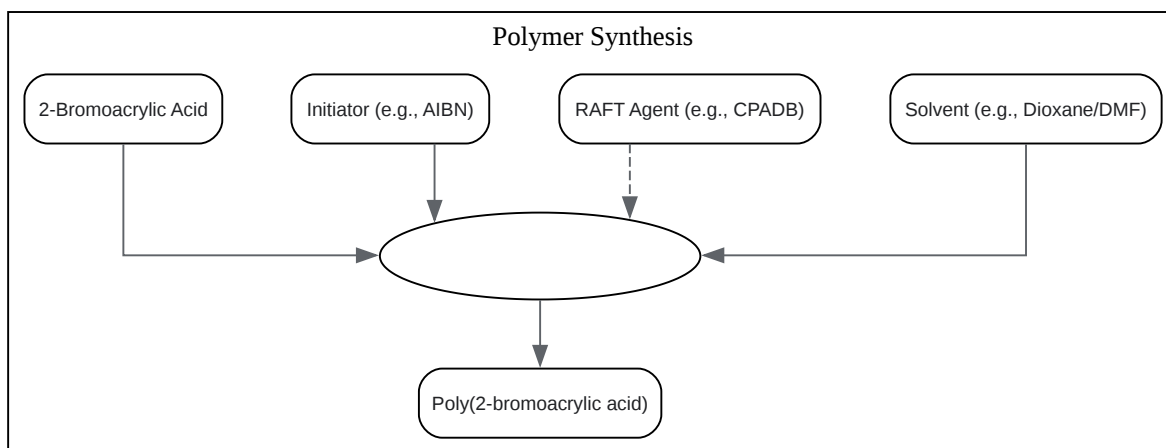 Polymer Synthesis
2-Bromoacrylic Acid
Initiator (e.g., AIBN)
RAFT Agent (e.g., CPADB)
Solvent (e.g., Dioxane/DMF)
Poly(2-bromoacrylic acid)